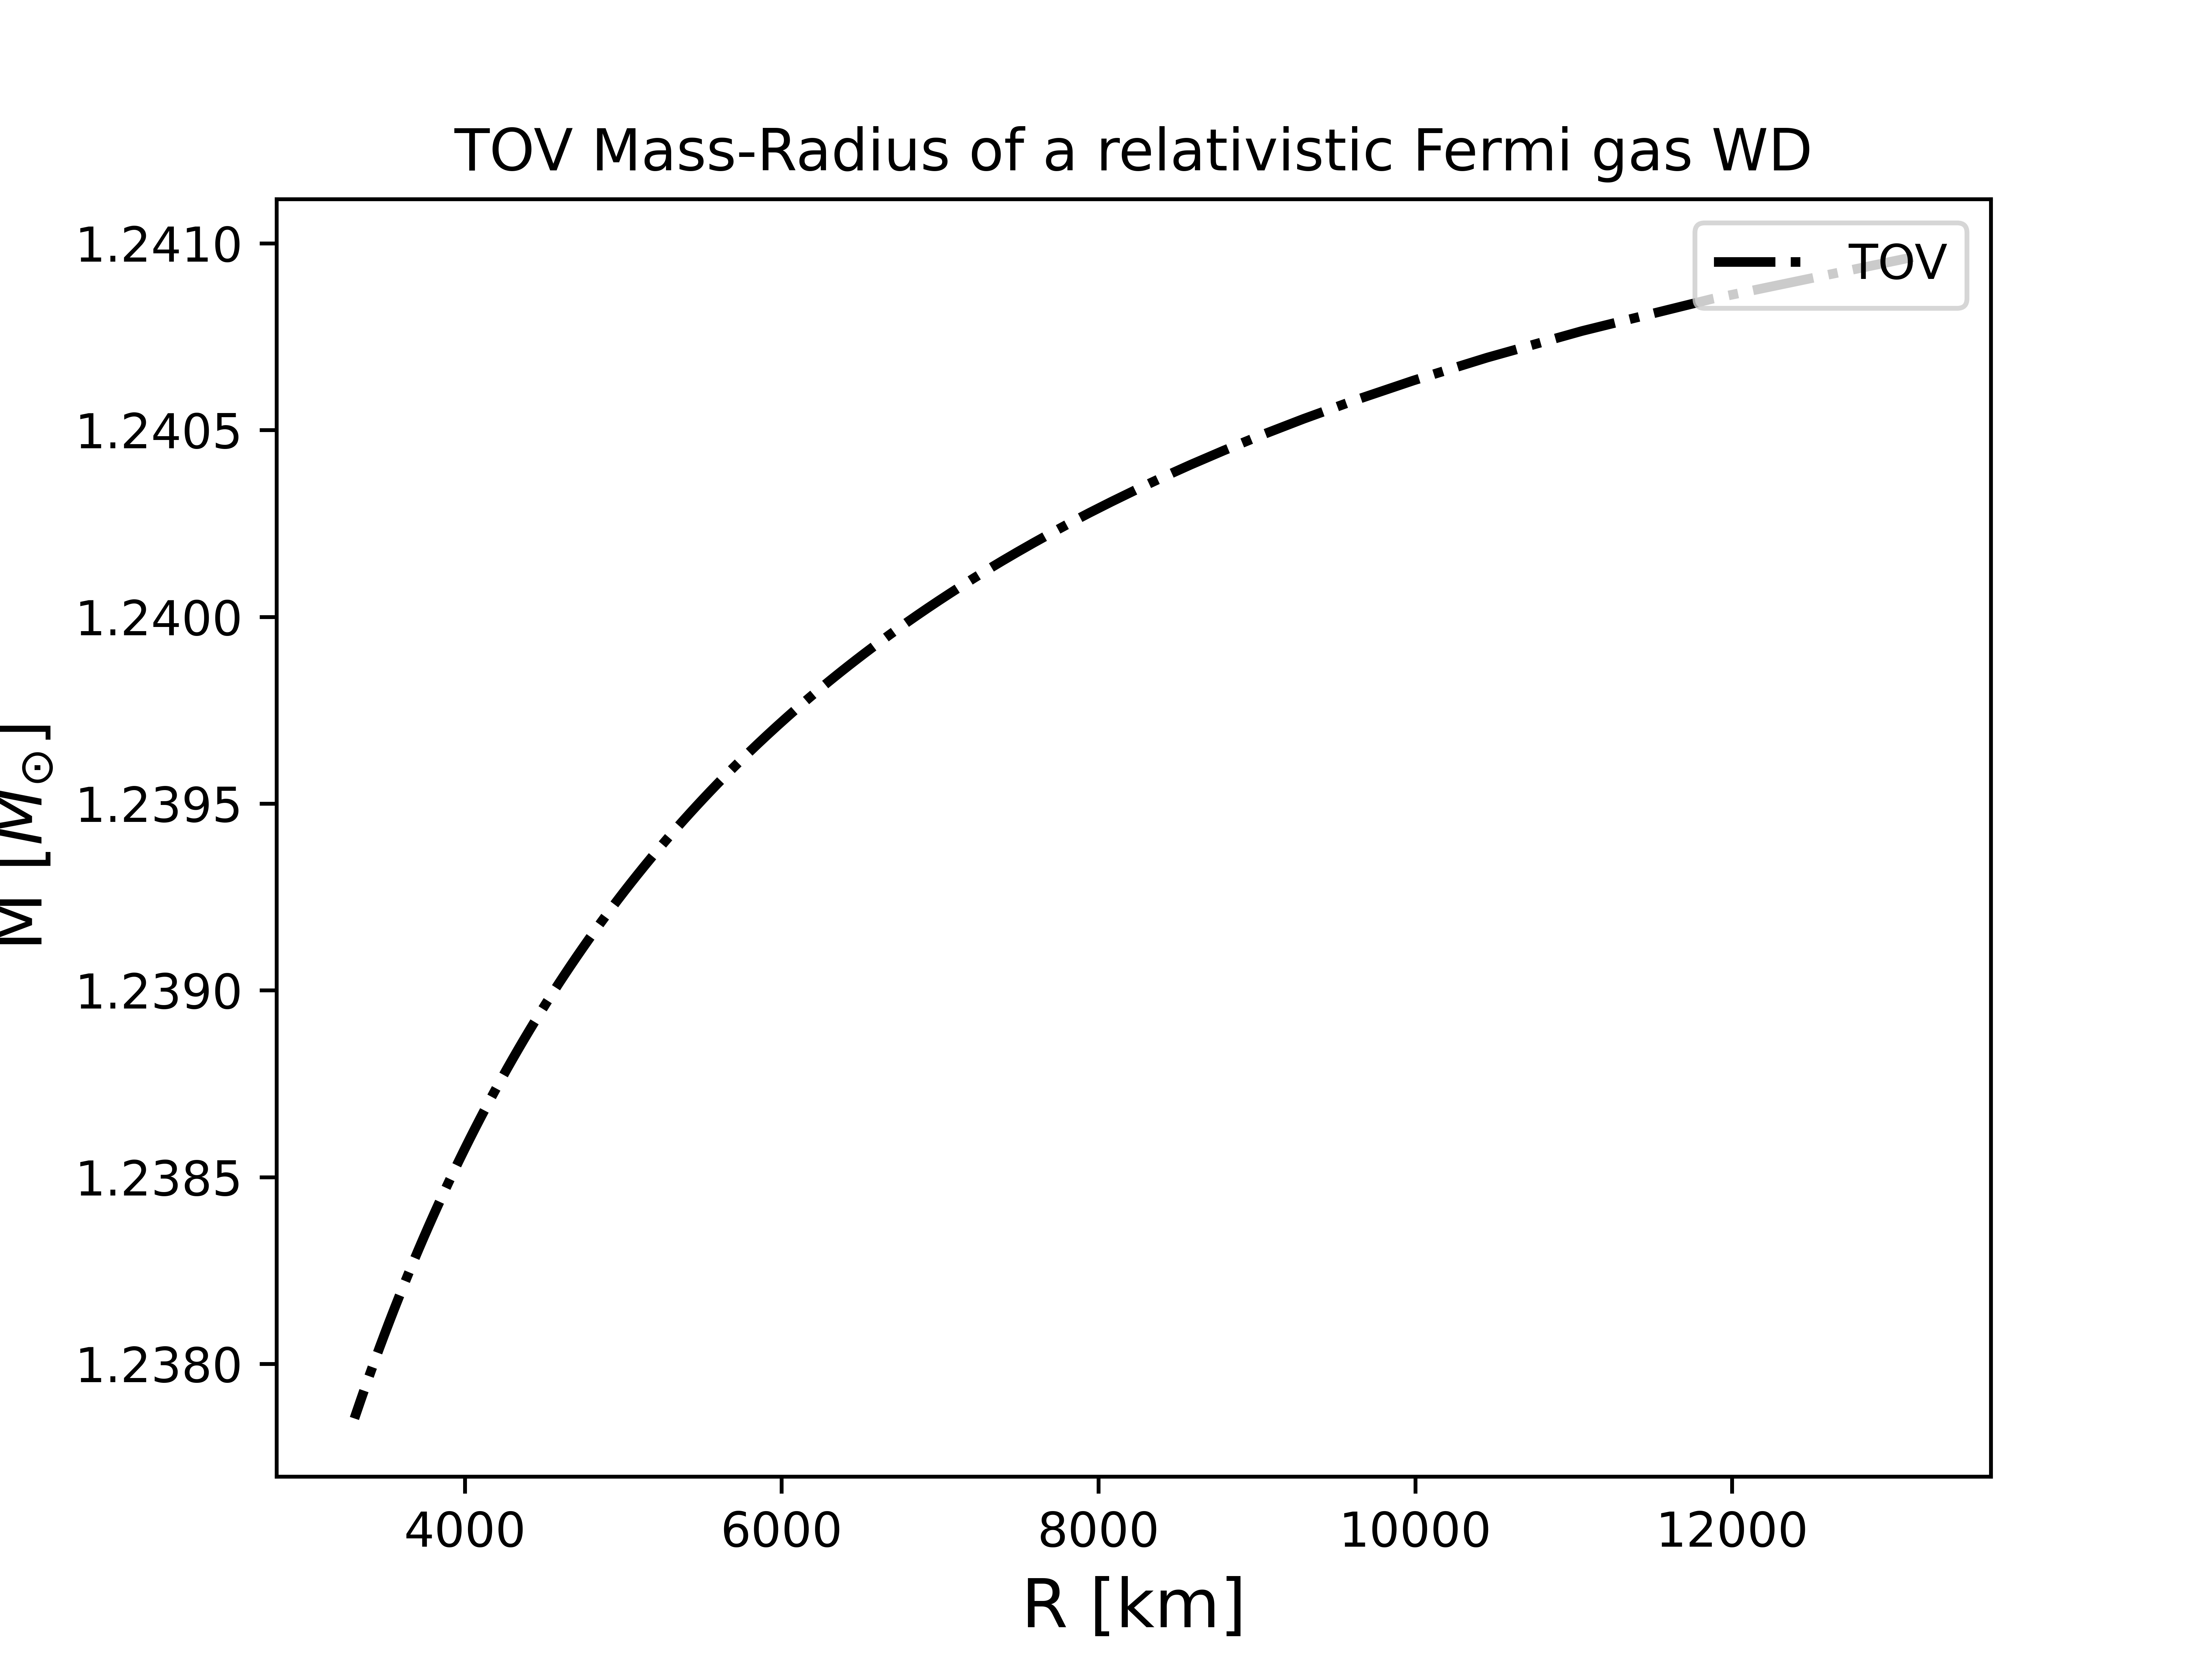 TOV Mass-Radius of a relativistic Fermi gas WD
TOV
1.2410
1.2405
1.2400
1.2395
1.2390
1.2385
1.2380
M [M⊙]
4000 6000 8000 10000 12000
R [km]